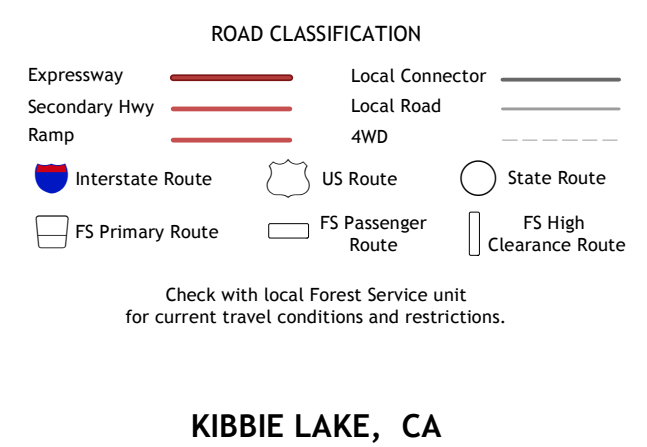 ROAD CLASSIFICATION
Expressway
Local Connector
Secondary Hwy
Local Road
Ramp
4WD
Interstate Route
US Route
State Route
FS Primary Route
FS Passenger
Route
FS High
Clearance Route
Check with local Forest Service unit
for current travel conditions and restrictions.
KIBBIE LAKE, CA